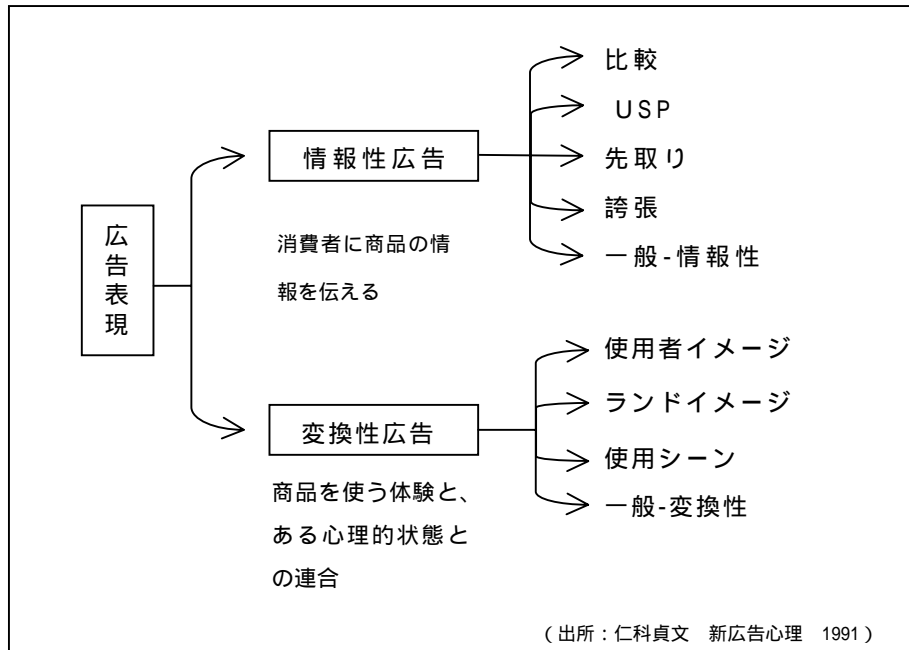 広告表現
情報性広告
消費者に商品の情
報を伝える
比較
USP
先取り
誇張
一般-情報性
変換性広告
商品を使う体験と、
ある心理的状態と
の連合
使用者イメージ
ランドイメージ
使用シーン
一般-変換性
(出所：仁科貞文　新広告心理　1991)